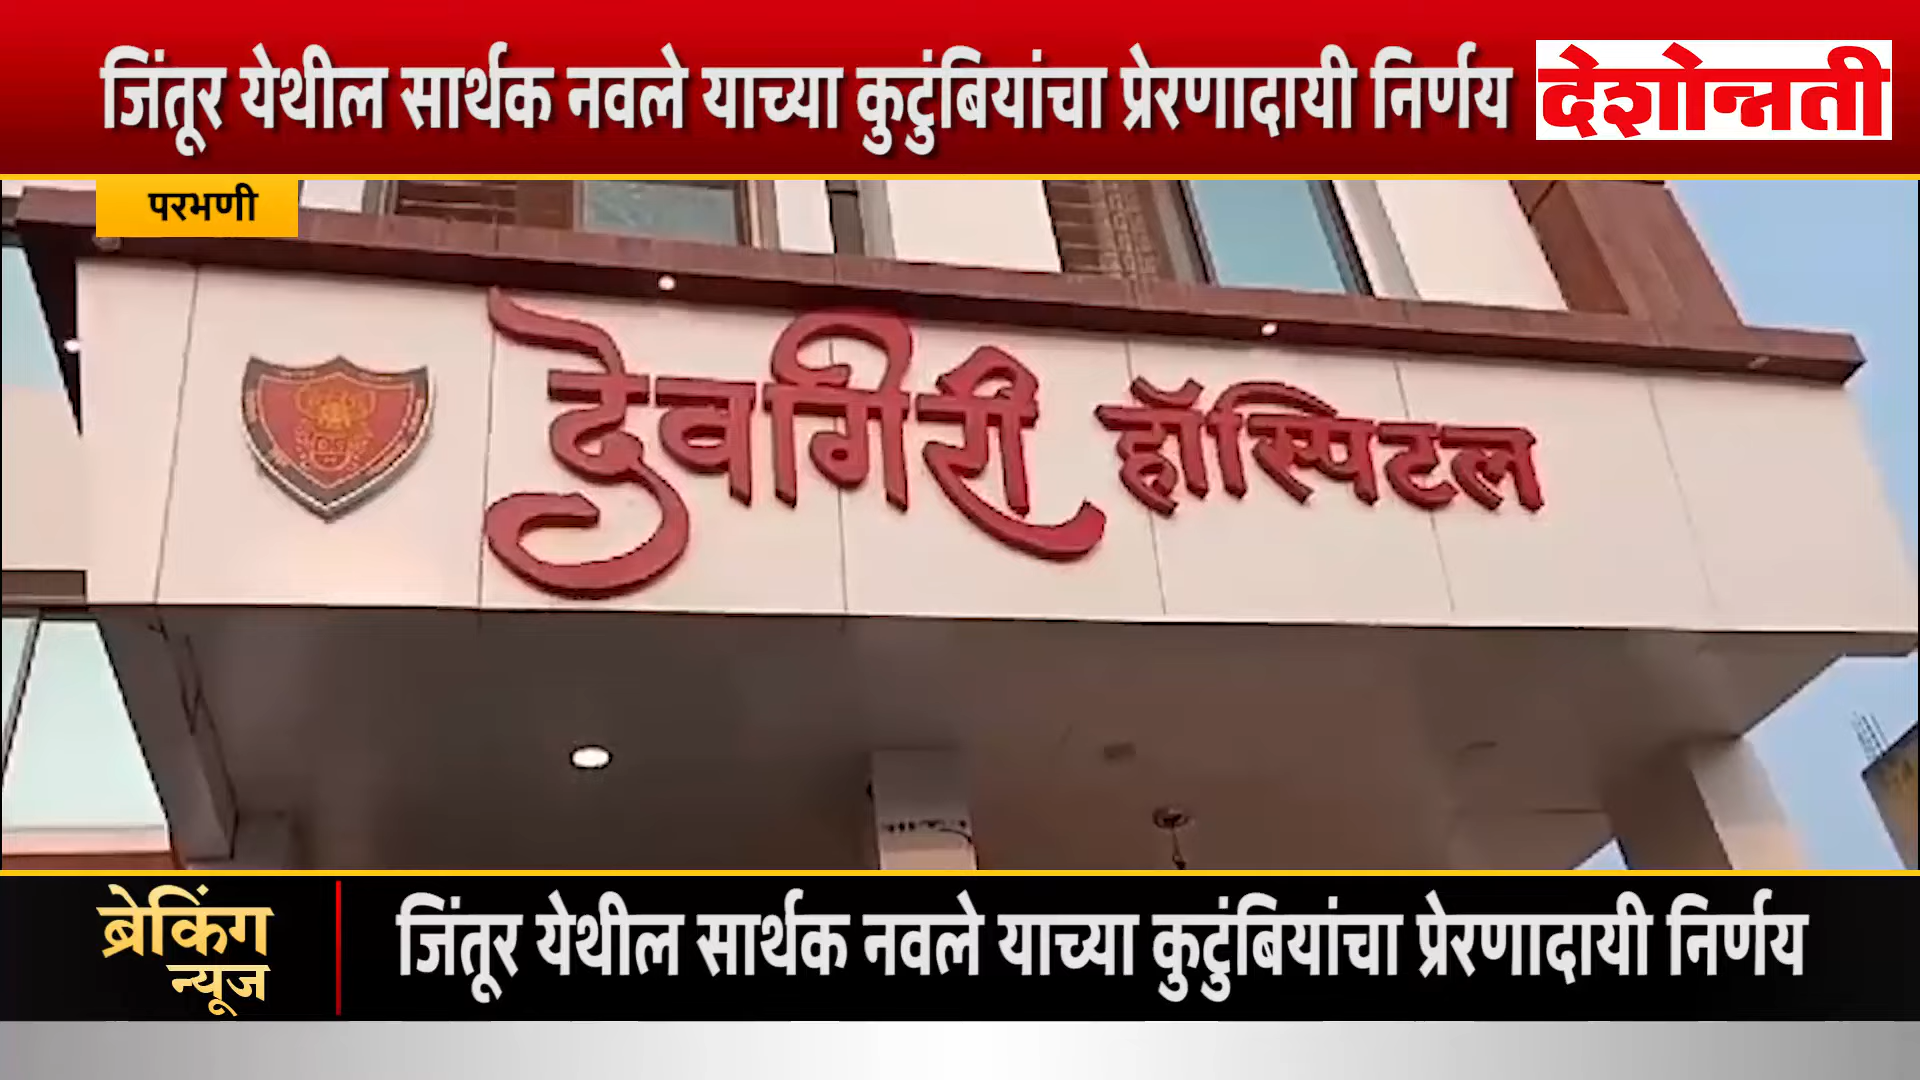 जिंतूर येथील सार्थक नवले याच्या कुटुंबियांचा प्रेरणादायी निर्णय
देशोन्नती
परभणी
देवगिरी हॉस्पिटल
ब्रेकिंग
न्यूज
जिंतूर येथील सार्थक नवले याच्या कुटुंबियांचा प्रेरणादायी निर्णय